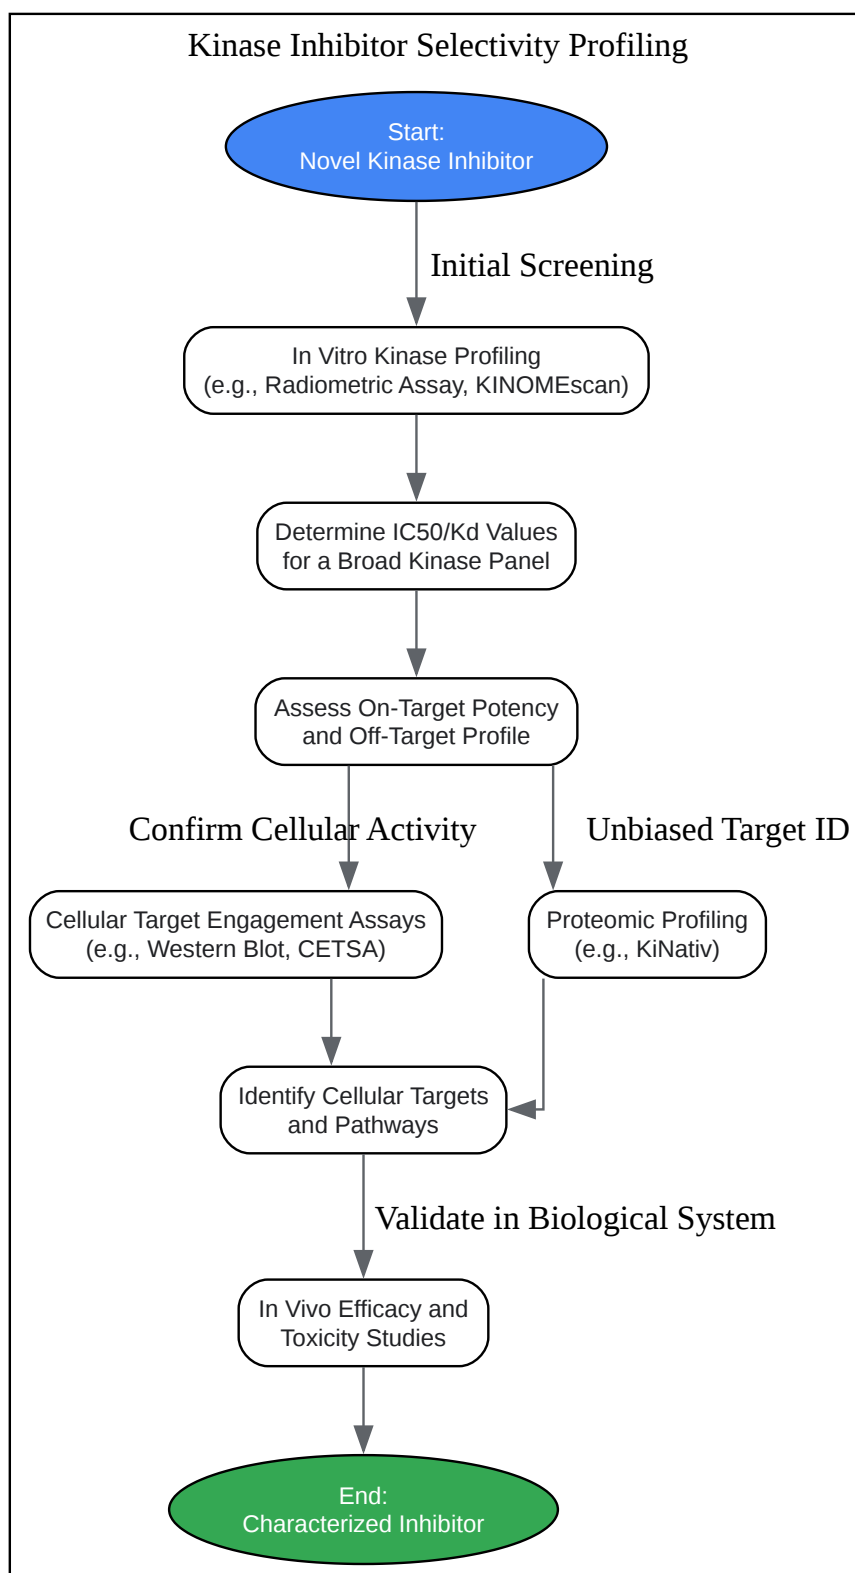 Kinase Inhibitor Selectivity Profiling
Start:
Novel Kinase Inhibitor
Initial Screening
In Vitro Kinase Profiling
(e.g., Radiometric Assay, KINOMEscan)
Determine IC50/Kd Values
for a Broad Kinase Panel
Assess On-Target Potency
and Off-Target Profile
Confirm Cellular Activity
Unbiased Target ID
Cellular Target Engagement Assays
(e.g., Western Blot, CETSA)
Proteomic Profiling
(e.g., KiNativ)
Identify Cellular Targets
and Pathways
Validate in Biological System
In Vivo Efficacy and
Toxicity Studies
End:
Characterized Inhibitor